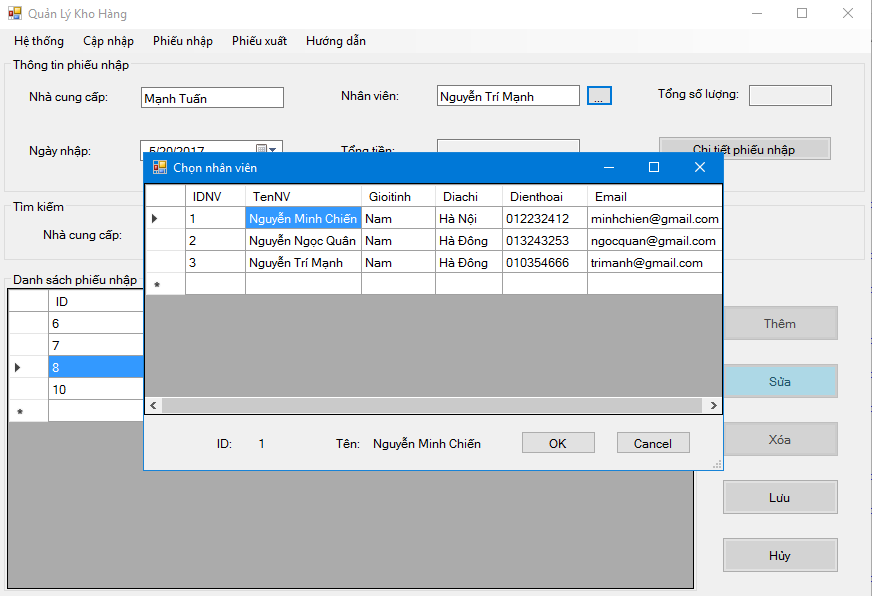 Quản Lý Kho Hàng
Hệ thống Cập nhập Phiếu nhập Phiếu xuất Hướng dẫn
Thông tin phiếu nhập
Nhà cung cấp: Mạnh Tuấn Nhân viên: Nguyễn Trí Mạnh ... Tổng số lượng:
Ngày nhập: 5/20/2017 Tổng tiền: Chi tiết phiếu nhập
Chọn nhân viên
IDNV TenNV Gioitinh Diachi Dienthoai Email
1 Nguyễn Minh Chiến Nam Hà Nội 012232412 minhchien@gmail.com
2 Nguyễn Ngọc Quân Nam Hà Đông 013243253 ngocquan@gmail.com
3 Nguyễn Trí Mạnh Nam Hà Đông 010354666 trimanh@gmail.com
*
ID: 1 Tên: Nguyễn Minh Chiến OK Cancel
Tìm kiếm
Nhà cung cấp:
Danh sách phiếu nhập
ID
6
7
8
10
*
Thêm
Sửa
Xóa
Lưu
Hủy